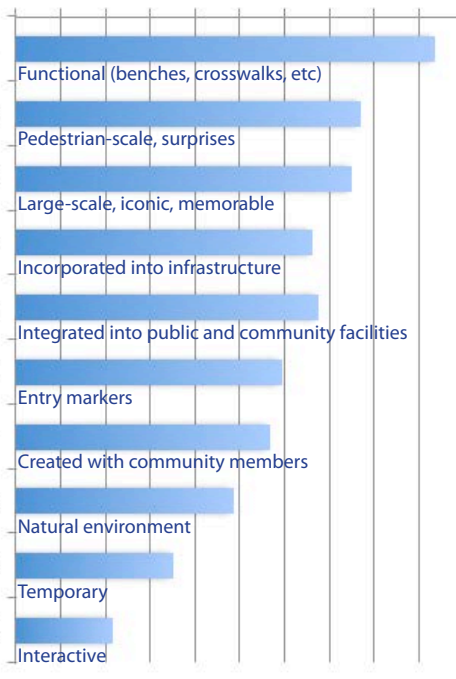 Functional (benches, crosswalks, etc)
Pedestrian-scale, surprises
Large-scale, iconic, memorable
Incorporated into infrastructure
Integrated into public and community facilities
Entry markers
Created with community members
Natural environment
Temporary
Interactive